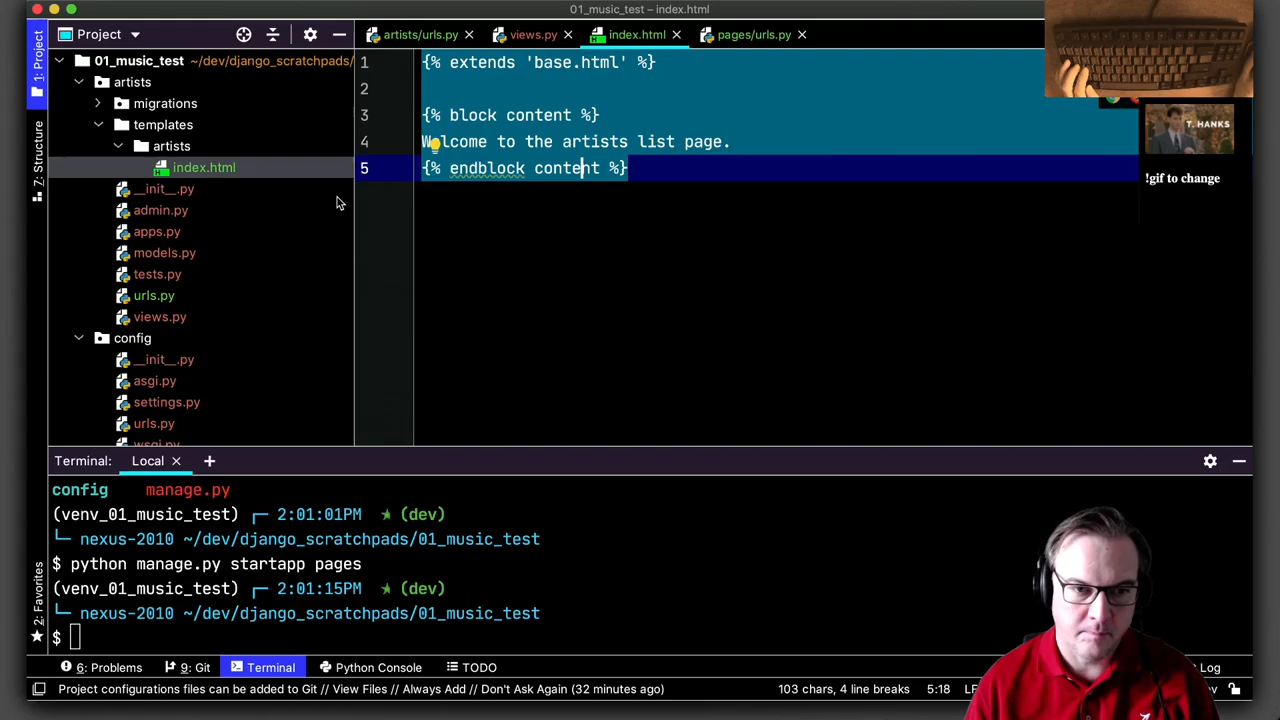 01_music_test – index.html
1: Project
Project
artists/urls.py
views.py
index.html
pages/urls.py
01_music_test ~/dev/django_scratchpads/
artists
migrations
templates
artists
index.html
__init__.py
admin.py
apps.py
models.py
tests.py
urls.py
views.py
config
__init__.py
asgi.py
settings.py
urls.py
wsgi.py
7: Structure
2: Favorites
1 {% extends 'base.html' %}
2
3 {% block content %}
4 Welcome to the artists list page.
5 {% endblock content %}
T. HANKS
!gif to change
Terminal: Local +
config manage.py
(venv_01_music_test) 2:01:01PM (dev)
nexus-2010 ~/dev/django_scratchpads/01_music_test
$ python manage.py startapp pages
(venv_01_music_test) 2:01:15PM (dev)
nexus-2010 ~/dev/django_scratchpads/01_music_test
$
6: Problems 9: Git Terminal Python Console TODO Log
Project configurations files can be added to Git // View Files // Always Add // Don't Ask Again (32 minutes ago) 103 chars, 4 line breaks 5:18